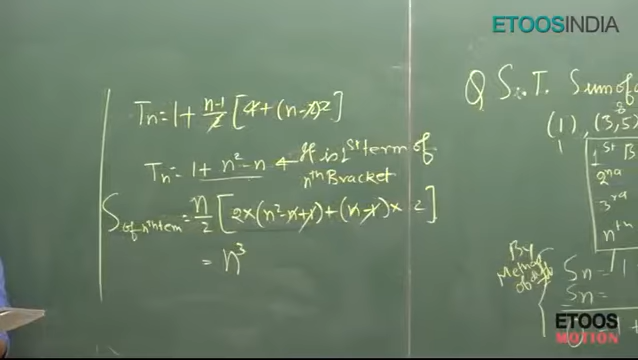 ETOOSINDIA
Tn = 1 + n-1/2 [4 + (n-2)2]
Tn = 1 + n² - n ← It is 1st term of
nth Bracket
S of nth term = n/2 [2×(n²-n+1)+(n-1)×2]
= n³
Q S.T. Sum of
(1), (3,5)
1st B
2nd
3rd
nth
By
Method
of diff
Sn = 1
Sn =
ETOOS
MOTION